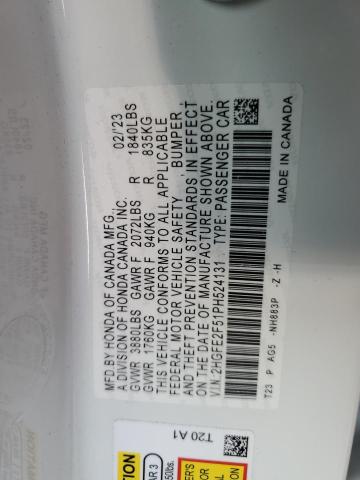 MFD BY HONDA OF CANADA MFG. 02/'23
A DIVISION OF HONDA CANADA INC.
GVWR 3880LBS GAWR F 2072LBS R 1840LBS
GVWR 1760KG GAWR F 940KG R 835KG
THIS VEHICLE CONFORMS TO ALL APPLICABLE
FEDERAL MOTOR VEHICLE SAFETY , BUMPER ,
AND THEFT PREVENTION STANDARDS IN EFFECT
ON THE DATE OF MANUFACTURE SHOWN ABOVE.
V.I.N. 2HGFE2F51PH524131 TYPE: PASSENGER CAR
T23 P AG5 -NH883P -Z -H
MADE IN CANADA
T20 A1